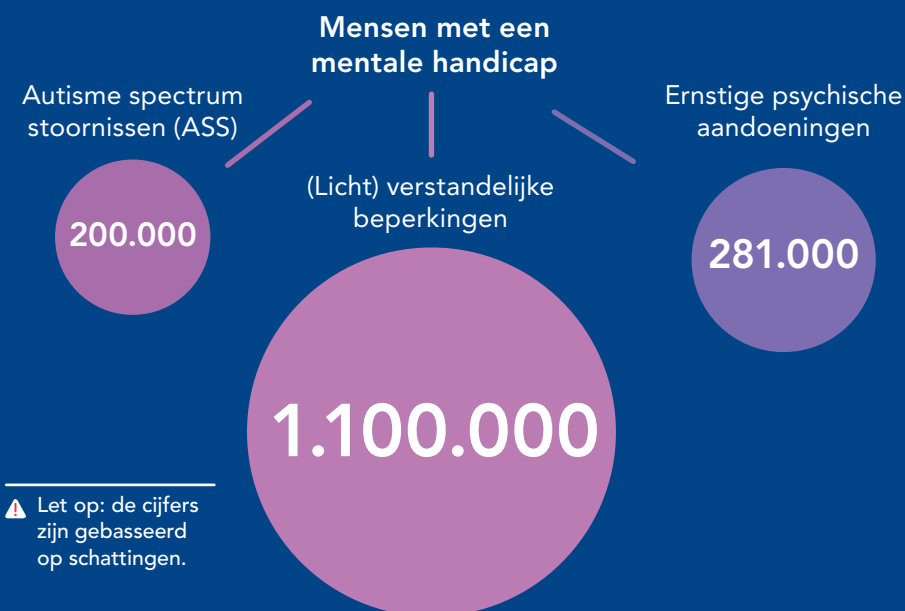 Mensen met een
mentale handicap
Autisme spectrum
stoornissen (ASS)
200.000
(Licht) verstandelijke
beperkingen
1.100.000
Ernstige psychische
aandoeningen
281.000
Let op: de cijfers
zijn gebasseerd
op schattingen.